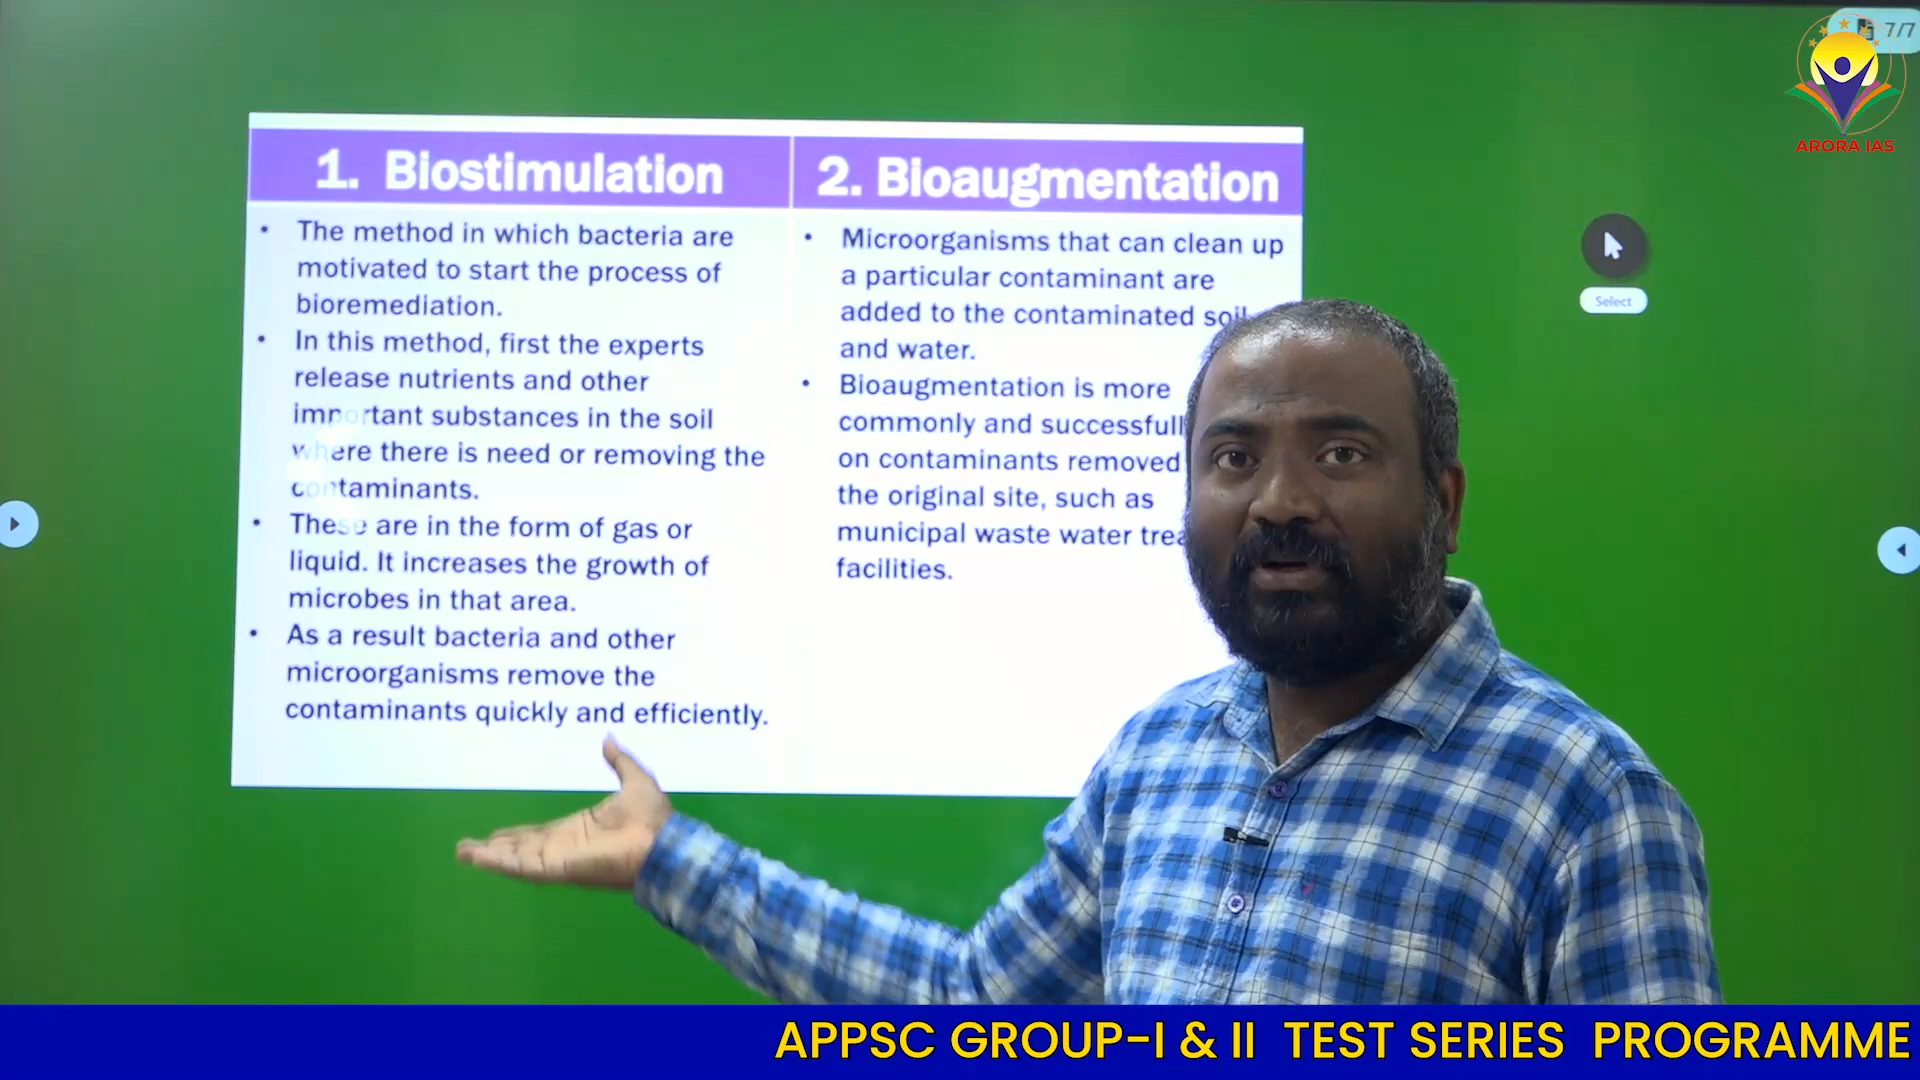 7/7
ARORA IAS
1. Biostimulation
• The method in which bacteria are
motivated to start the process of
bioremediation.
• In this method, first the experts
release nutrients and other
important substances in the soil
where there is need or removing the
contaminants.
• These are in the form of gas or
liquid. It increases the growth of
microbes in that area.
• As a result bacteria and other
microorganisms remove the
contaminants quickly and efficiently.
2. Bioaugmentation
• Microorganisms that can clean up
a particular contaminant are
added to the contaminated soil
and water.
• Bioaugmentation is more
commonly and successfull
on contaminants removed
the original site, such as
municipal waste water trea
facilities.
Select
APPSC GROUP-I & II TEST SERIES PROGRAMME